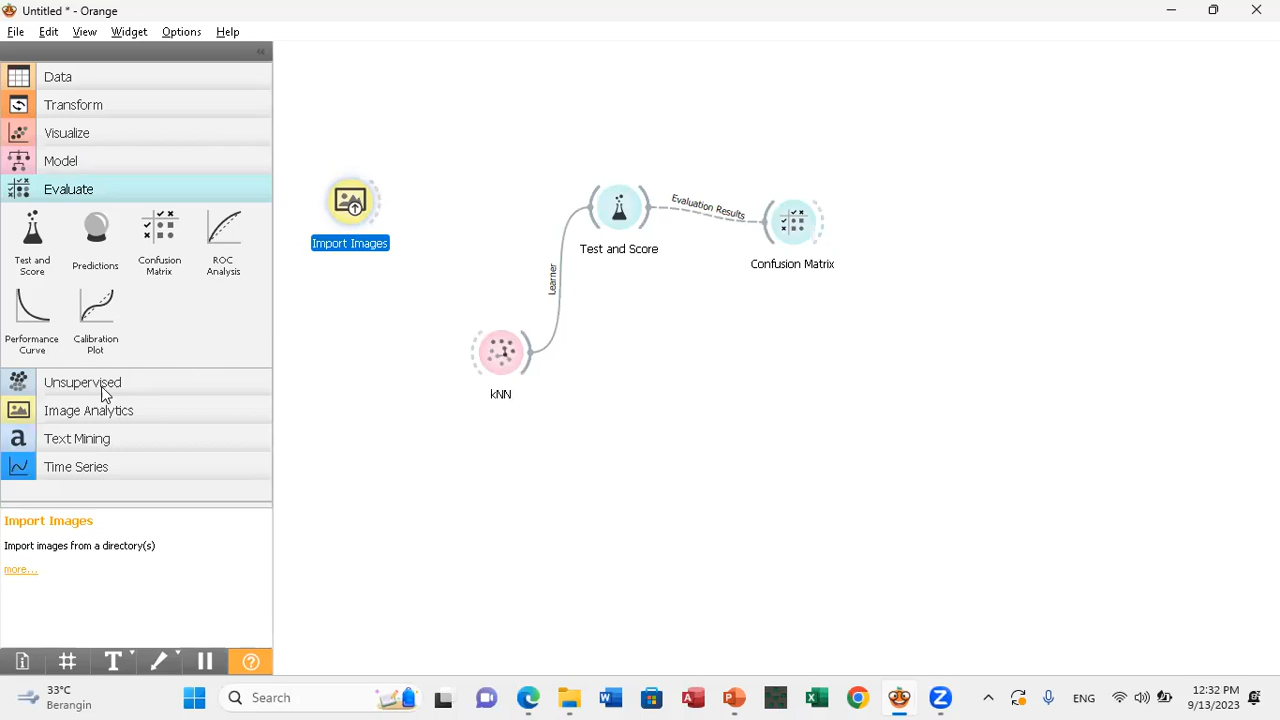 Untitled * - Orange
File Edit View Widget Options Help
Data
Transform
Visualize
Model
Evaluate
Test and Score
Predictions
Confusion Matrix
ROC Analysis
Performance Curve
Calibration Plot
Unsupervised
Image Analytics
a Text Mining
Time Series
Import Images
Import images from a directory(s)
more...
T
?
Import Images
Learner
Test and Score
Evaluation Results
Confusion Matrix
kNN
33°C
Berangin
Search
ENG
12:32 PM
9/13/2023